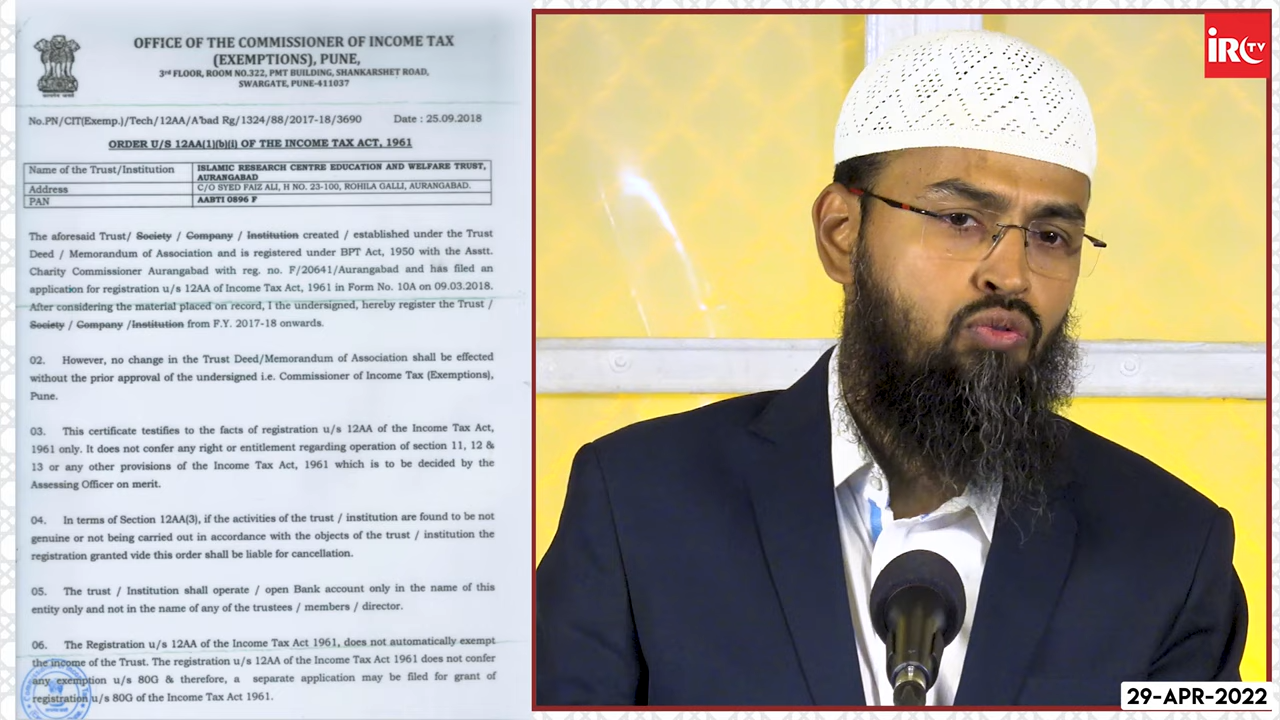 OFFICE OF THE COMMISSIONER OF INCOME TAX
(EXEMPTIONS), PUNE,
3RD FLOOR, ROOM NO.322, PMT BUILDING, SHANKARSHET ROAD,
SWARGATE, PUNE-411037
No.PN/CIT(Exemp.)/Tech/12AA/A'bad Rg/1324/88/2017-18/3690 Date : 25.09.2018
ORDER U/S 12AA(1)(b)(i) OF THE INCOME TAX ACT, 1961
Name of the Trust/Institution ISLAMIC RESEARCH CENTRE EDUCATION AND WELFARE TRUST,
AURANGABAD
Address C/O SYED FAIZ ALI, H NO. 23-100, ROHILA GALLI, AURANGABAD.
PAN AABTI 0896 F
The aforesaid Trust/ Society / Company / Institution created / established under the Trust
Deed / Memorandum of Association and is registered under BPT Act, 1950 with the Asstt.
Charity Commissioner Aurangabad with reg. no. F/20641/Aurangabad and has filed an
application for registration u/s 12AA of Income Tax Act, 1961 in Form No. 10A on 09.03.2018.
After considering the material placed on record, I the undersigned, hereby register the Trust /
Society / Company /Institution from F.Y. 2017-18 onwards.
02. However, no change in the Trust Deed/Memorandum of Association shall be effected
without the prior approval of the undersigned i.e. Commissioner of Income Tax (Exemptions),
Pune.
03. This certificate testifies to the facts of registration u/s 12AA of the Income Tax Act,
1961 only. It does not confer any right or entitlement regarding operation of section 11, 12 &
13 or any other provisions of the Income Tax Act, 1961 which is to be decided by the
Assessing Officer on merit.
04. In terms of Section 12AA(3), if the activities of the trust / institution are found to be not
genuine or not being carried out in accordance with the objects of the trust / institution the
registration granted vide this order shall be liable for cancellation.
05. The trust / Institution shall operate / open Bank account only in the name of this
entity only and not in the name of any of the trustees / members / director.
06. The Registration u/s 12AA of the Income Tax Act 1961, does not automatically exempt
the income of the Trust. The registration u/s 12AA of the Income Tax Act 1961 does not confer
any exemption u/s 80G & therefore, a separate application may be filed for grant of
registration u/s 80G of the Income Tax Act 1961.
iRC TV
29-APR-2022